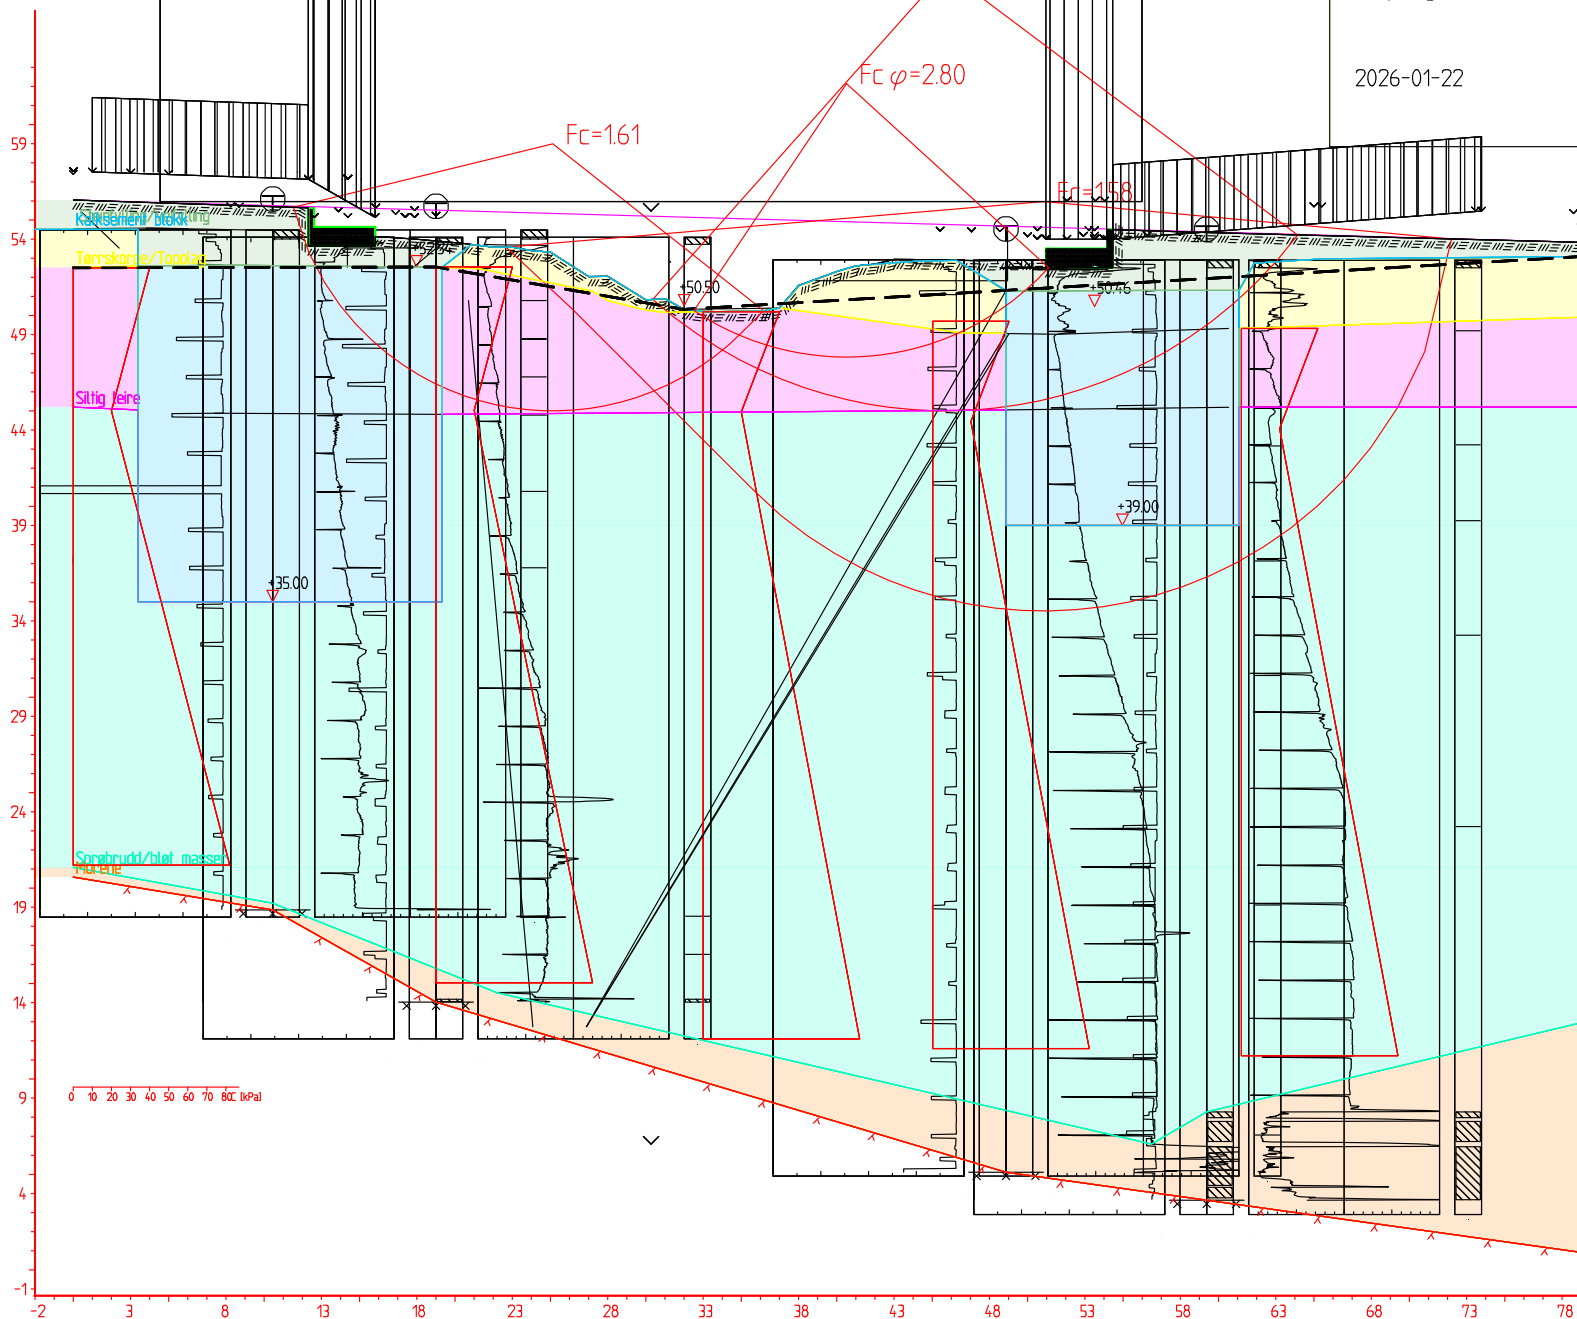 2026-01-22
Fc φ=2.80
Fc=1.61
Fc=1.58
59
54
49
44
39
34
29
24
19
14
9
4
-1
Kalksement blokk
Tørrskorpe/Topplag
+50.50
+50.46
Siltig leire
+39.00
+35.00
Sprøbrudd/bløt masser
Morene
0 10 20 30 40 50 60 70 80 C [kPa]
-2 3 8 13 18 23 28 33 38 43 48 53 58 63 68 73 78